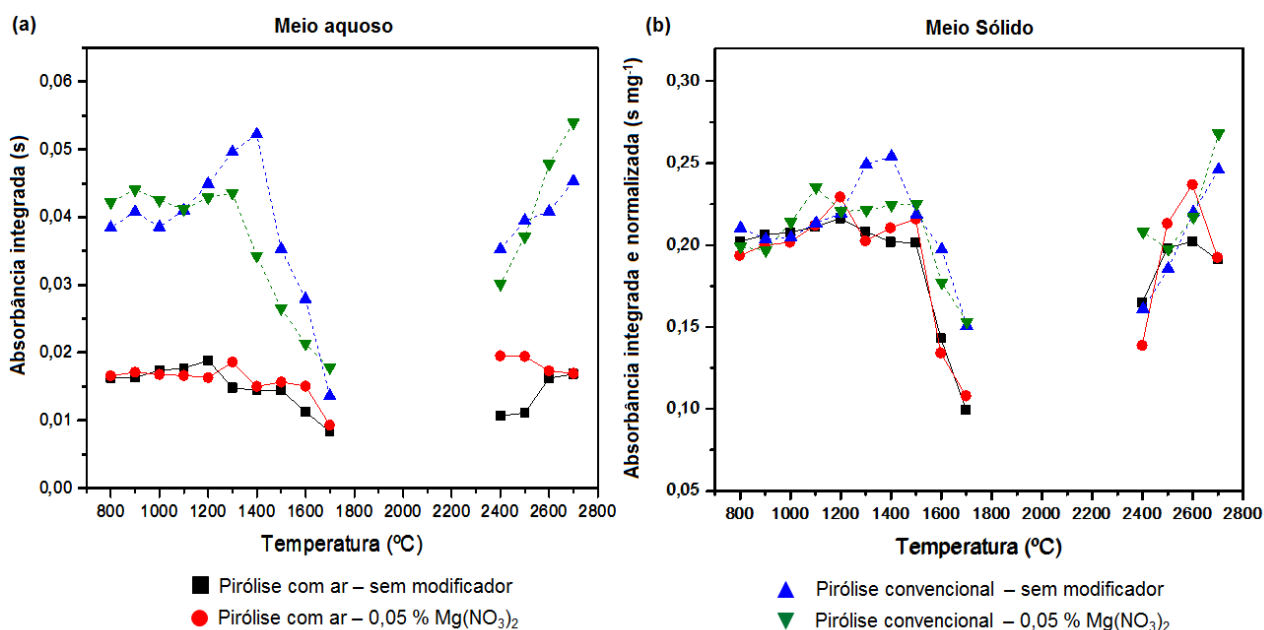 (a)
Meio aquoso
Absorbância integrada (s)
0,06
0,05
0,04
0,03
0,02
0,01
0,00
800 1000 1200 1400 1600 1800 2000 2200 2400 2600 2800
Temperatura (ºC)
(b)
Meio Sólido
Absorbância integrada e normalizada (s mg⁻¹)
0,30
0,25
0,20
0,15
0,10
0,05
800 1000 1200 1400 1600 1800 2000 2200 2400 2600 2800
Temperatura (ºC)
Pirólise com ar – sem modificador
Pirólise com ar – 0,05 % Mg(NO₃)₂
Pirólise convencional – sem modificador
Pirólise convencional – 0,05 % Mg(NO₃)₂